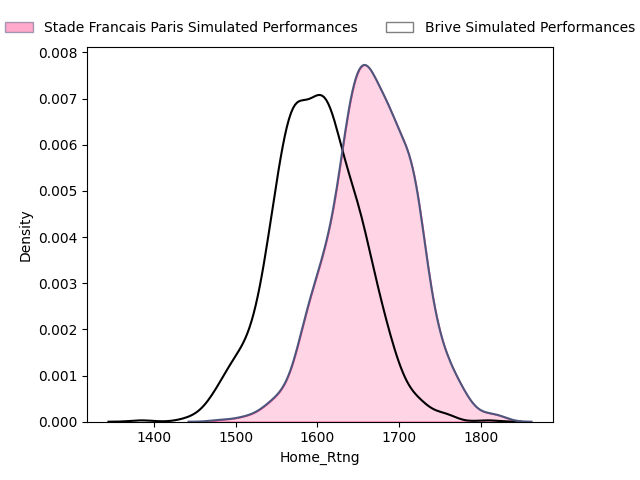 Stade Francais Paris Simulated Performances Brive Simulated Performances
0.008
0.007
0.006
0.005
0.004
0.003
0.002
0.001
0.000
Density
1400 1500 1600 1700 1800
Home_Rtng